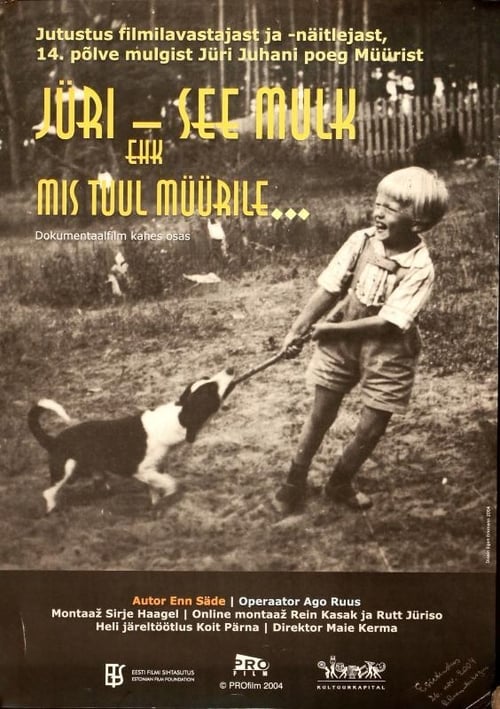 Jutustus filmilavastajast ja -näitlejast,
14. põlve mulgist Jüri Juhani poeg Müürist
JÜRI – SEE MULK
EHK
MIS TUUL MÜÜRILE...
Dokumentaalfilm kahes osas
Autor Enn Säde | Operaator Ago Ruus
Montaaž Sirje Haagel | Online montaaž Rein Kasak ja Rutt Jüriso
Heli järeltöötlus Koit Pärna | Direktor Maie Kerma
EFS EESTI FILMI SIHTASUTUS
ESTONIAN FILM FOUNDATION
PRO
FILM
© PROfilm 2004
KULTUURKAPITAL